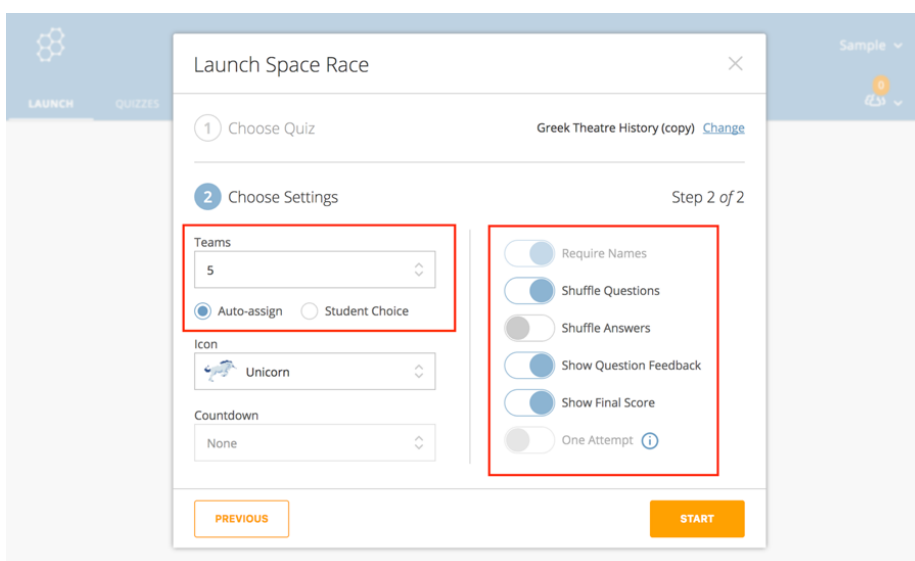 Sample
0
LAUNCH QUIZZES
Launch Space Race
1 Choose Quiz Greek Theatre History (copy) Change
2 Choose Settings Step 2 of 2
Teams
5
Auto-assign Student Choice
Icon
Unicorn
Countdown
None
Require Names
Shuffle Questions
Shuffle Answers
Show Question Feedback
Show Final Score
One Attempt i
PREVIOUS START